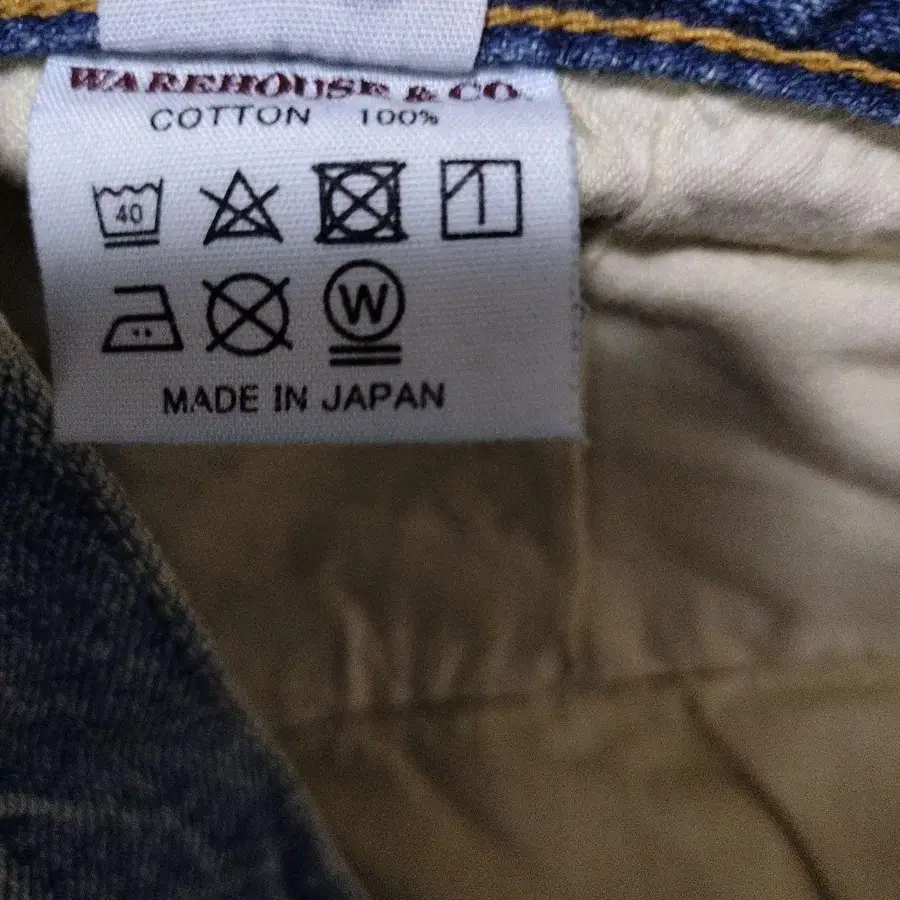 WAREHOUSE & CO.
COTTON 100%
40
W
MADE IN JAPAN